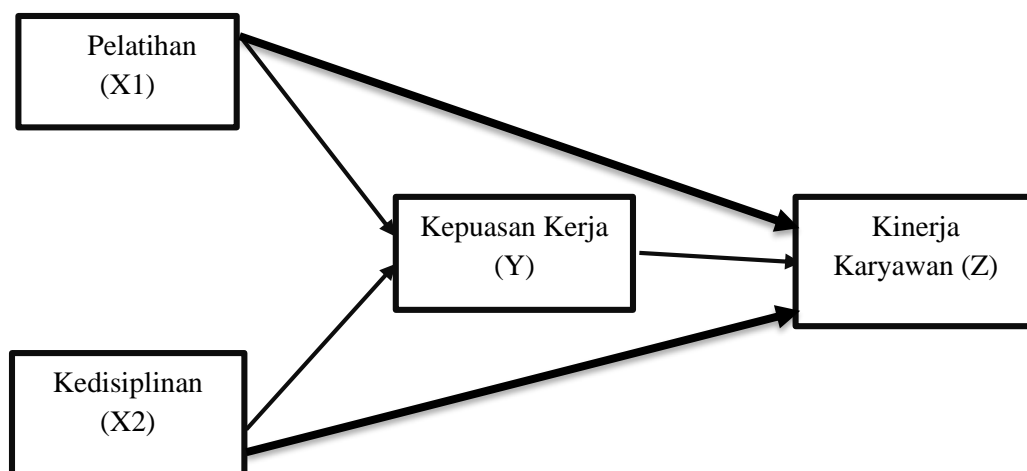 Pelatihan
(X1)
Kepuasan Kerja
(Y)
Kinerja
Karyawan (Z)
Kedisiplinan
(X2)